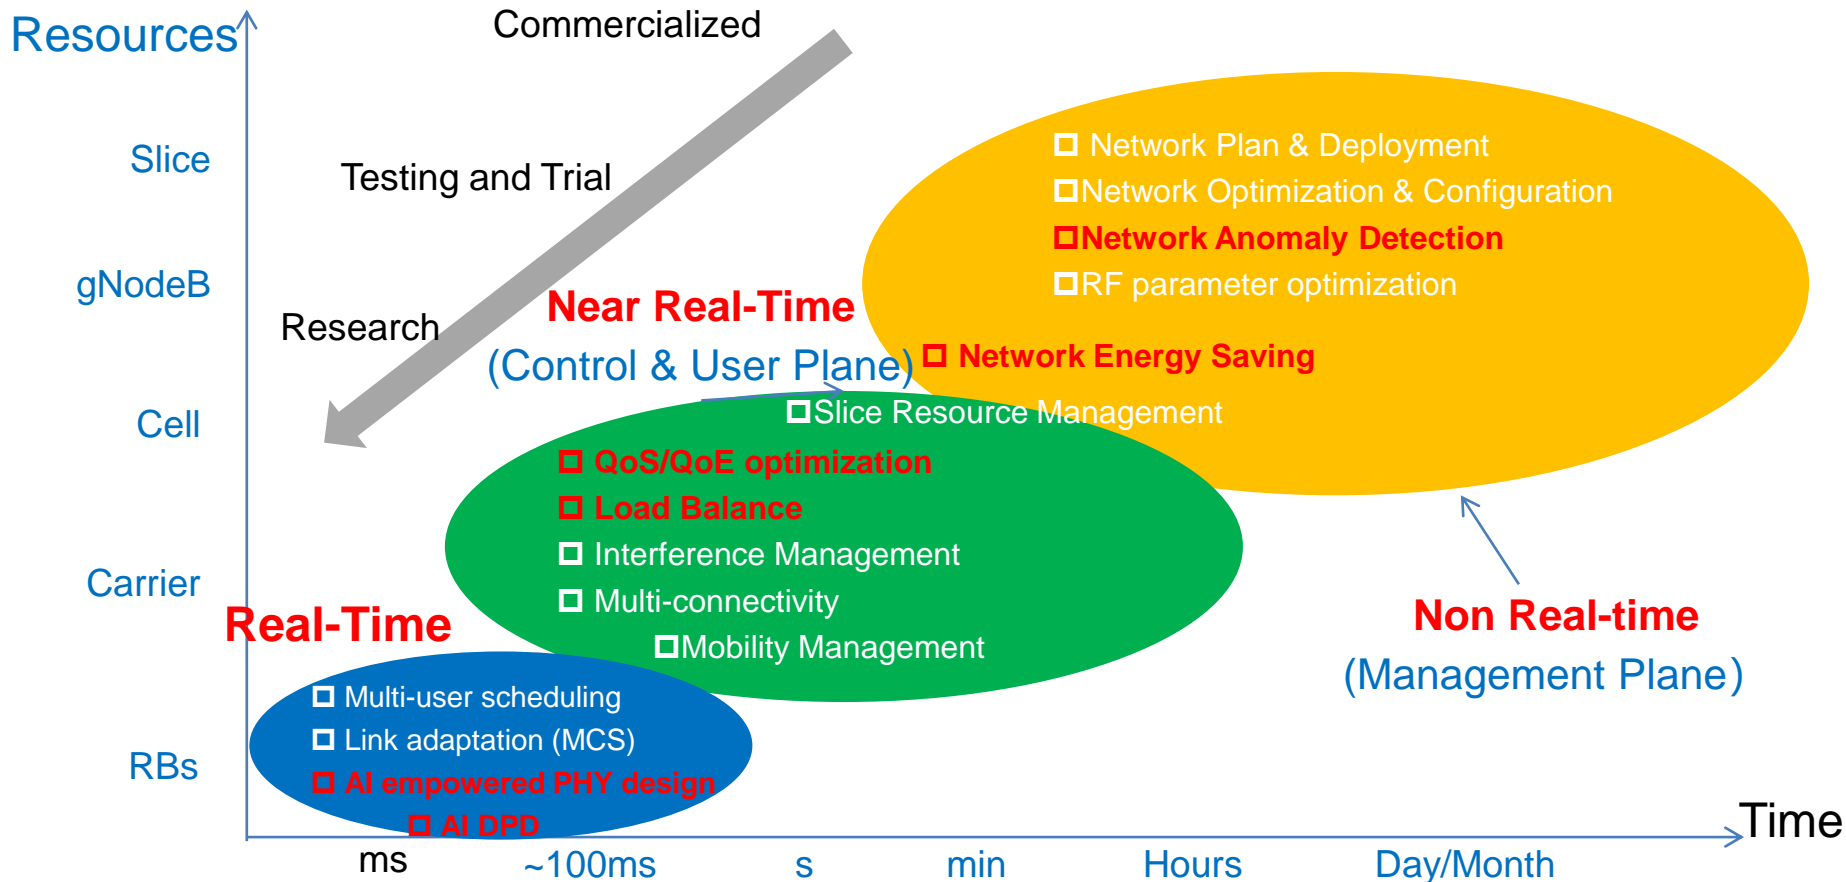 Resources
Commercialized
Testing and Trial
Research
Slice
gNodeB
Cell
Carrier
RBs
Network Plan & Deployment
Network Optimization & Configuration
Network Anomaly Detection
RF parameter optimization
Network Energy Saving
Near Real-Time
(Control & User Plane)
Slice Resource Management
QoS/QoE optimization
Load Balance
Interference Management
Multi-connectivity
Mobility Management
Non Real-time
(Management Plane)
Real-Time
Multi-user scheduling
Link adaptation (MCS)
AI empowered PHY design
AI DPD
Time
ms
~100ms
s
min
Hours
Day/Month